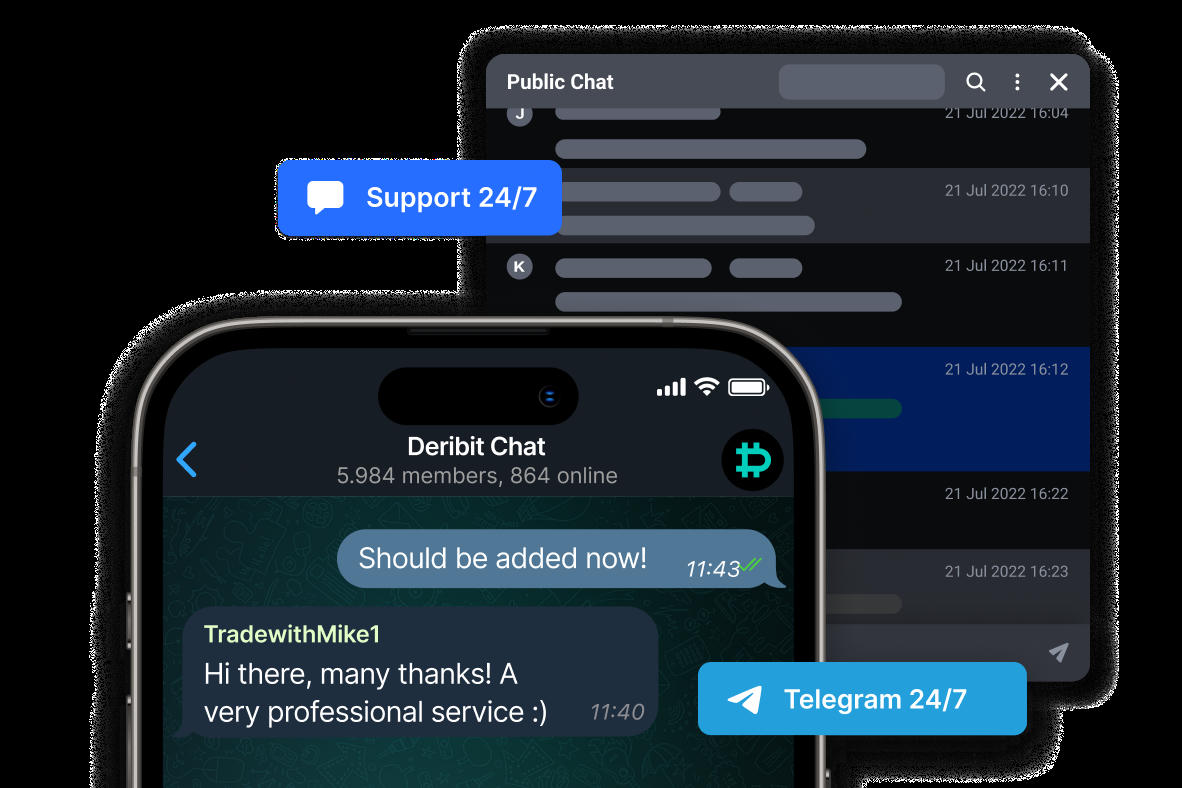 Public Chat
J
21 Jul 2022 16:04
Support 24/7
21 Jul 2022 16:10
K
21 Jul 2022 16:11
21 Jul 2022 16:12
21 Jul 2022 16:22
21 Jul 2022 16:23
Deribit Chat
5.984 members, 864 online
Should be added now!
11:43
TradewithMike1
Hi there, many thanks! A
very professional service :)
11:40
Telegram 24/7